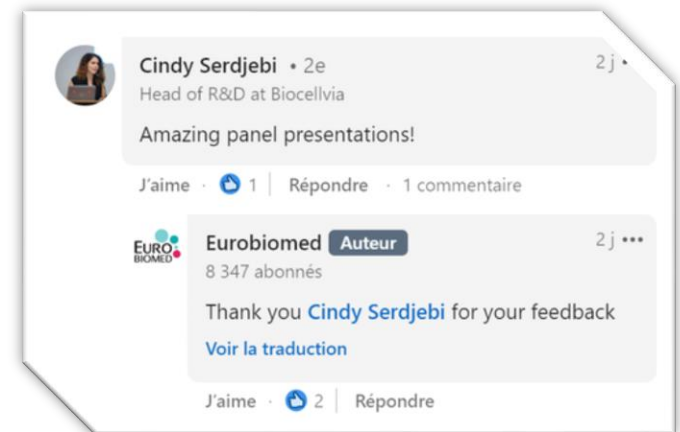 Cindy Serdjebi • 2e
2 j •
Head of R&D at Biocellvia
Amazing panel presentations!
J'aime · 1 | Répondre · 1 commentaire
EURO
BIOMED
Eurobiomed Auteur
2 j •••
8 347 abonnés
Thank you Cindy Serdjebi for your feedback
Voir la traduction
J'aime · 2 | Répondre